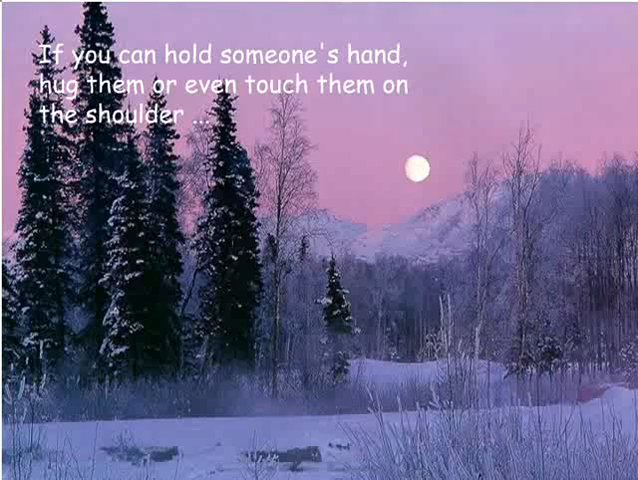 If you can hold someone's hand,
hug them or even touch them on
the shoulder ...